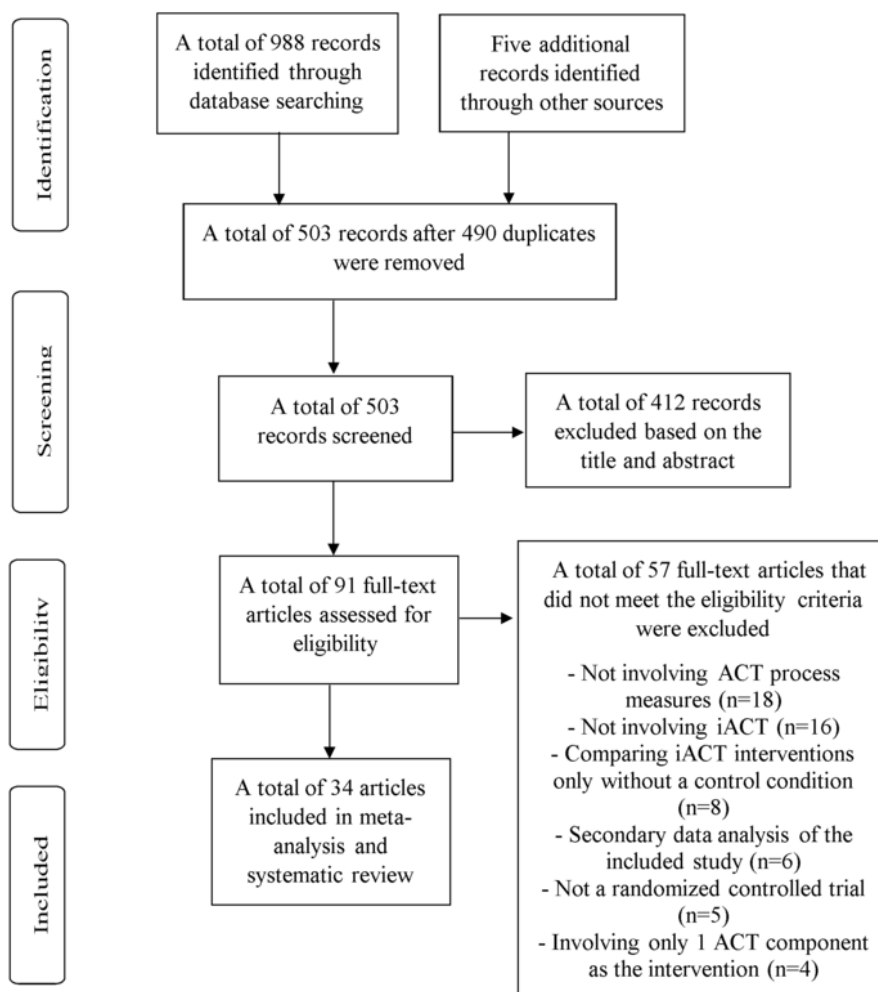 Identification
A total of 988 records
identified through
database searching
Five additional
records identified
through other sources
A total of 503 records after 490 duplicates
were removed
Screening
A total of 503
records screened
A total of 412 records
excluded based on the
title and abstract
Eligibility
A total of 91 full-text
articles assessed for
eligibility
A total of 57 full-text articles that
did not meet the eligibility criteria
were excluded
- Not involving ACT process
measures (n=18)
- Not involving iACT (n=16)
- Comparing iACT interventions
only without a control condition
(n=8)
- Secondary data analysis of the
included study (n=6)
- Not a randomized controlled trial
(n=5)
- Involving only 1 ACT component
as the intervention (n=4)
Included
A total of 34 articles
included in meta-
analysis and
systematic review